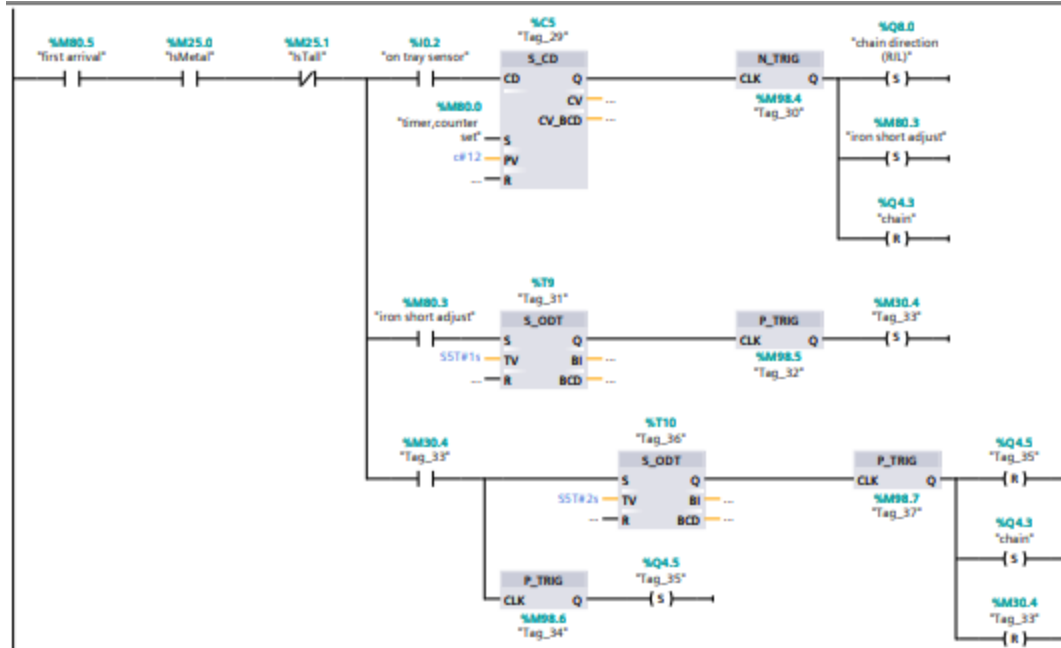 %M80.5
"first arrival"
%M25.0
"IsMetal"
%M25.1
"IsTall"
%I0.2
"on tray sensor"
%C5
"Tag_29"
S_CD
CD Q
CV ...
CV_BCD ...
%M80.0
"timer,counter
set"
S
c#12
PV
... R
N_TRIG
CLK Q
%M98.4
"Tag_30"
%Q8.0
"chain direction
(R/L)"
S
%M80.3
"iron short adjust"
S
%Q4.3
"chain"
R
%M80.3
"iron short adjust"
%T9
"Tag_31"
S_ODT
S Q
S5T#1s
TV BI ...
... R BCD ...
P_TRIG
CLK Q
%M98.5
"Tag_32"
%M30.4
"Tag_33"
S
%M30.4
"Tag_33"
%T10
"Tag_36"
S_ODT
S Q
S5T#2s
TV BI ...
... R BCD ...
P_TRIG
CLK Q
%M98.7
"Tag_37"
%Q4.5
"Tag_35"
R
%Q4.3
"chain"
S
%M30.4
"Tag_33"
R
P_TRIG
CLK Q
%M98.6
"Tag_34"
%Q4.5
"Tag_35"
S